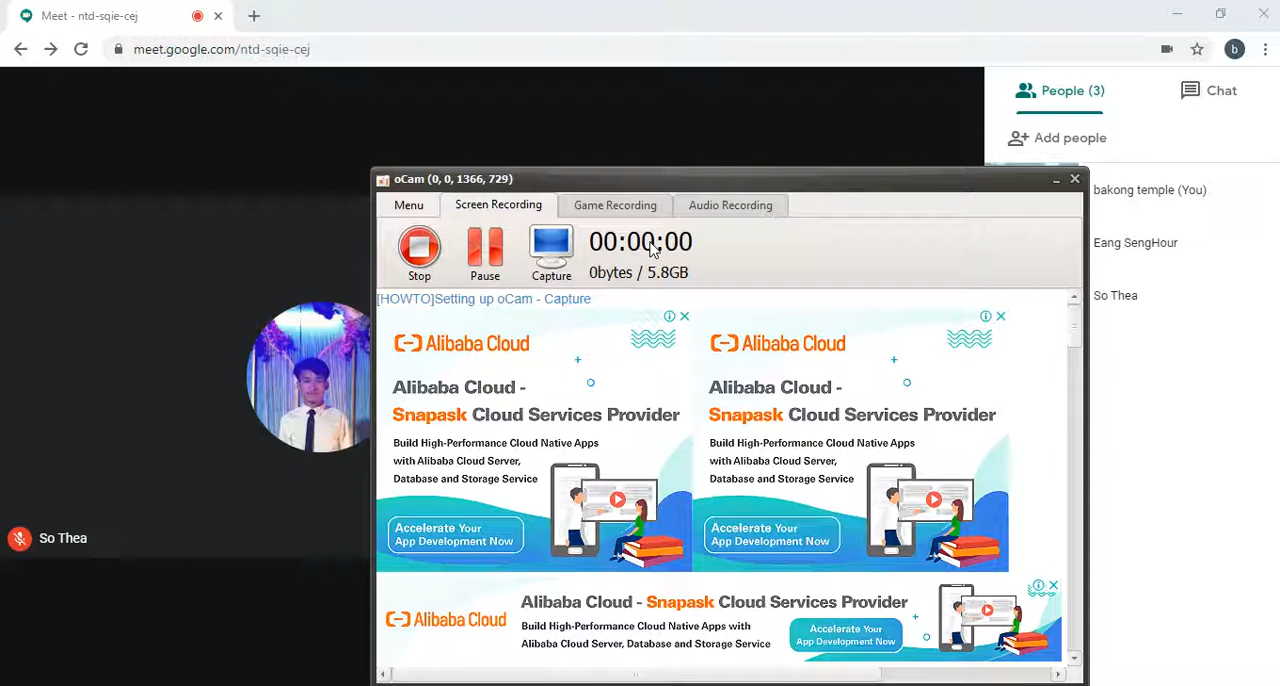 Meet - ntd-sqie-cej
meet.google.com/ntd-sqie-cej
b
People (3)
Chat
Add people
oCam (0, 0, 1366, 729)
Menu
Screen Recording
Game Recording
Audio Recording
Stop
Pause
Capture
00:00:00
0bytes / 5.8GB
bakong temple (You)
Eang SengHour
So Thea
[HOWTO]Setting up oCam - Capture
Alibaba Cloud
Alibaba Cloud -
Snapask Cloud Services Provider
Build High-Performance Cloud Native Apps
with Alibaba Cloud Server,
Database and Storage Service
Accelerate Your
App Development Now
Alibaba Cloud
Alibaba Cloud -
Snapask Cloud Services Provider
Build High-Performance Cloud Native Apps
with Alibaba Cloud Server,
Database and Storage Service
Accelerate Your
App Development Now
So Thea
Alibaba Cloud
Alibaba Cloud - Snapask Cloud Services Provider
Build High-Performance Cloud Native Apps with
Alibaba Cloud Server, Database and Storage Service
Accelerate Your
App Development Now